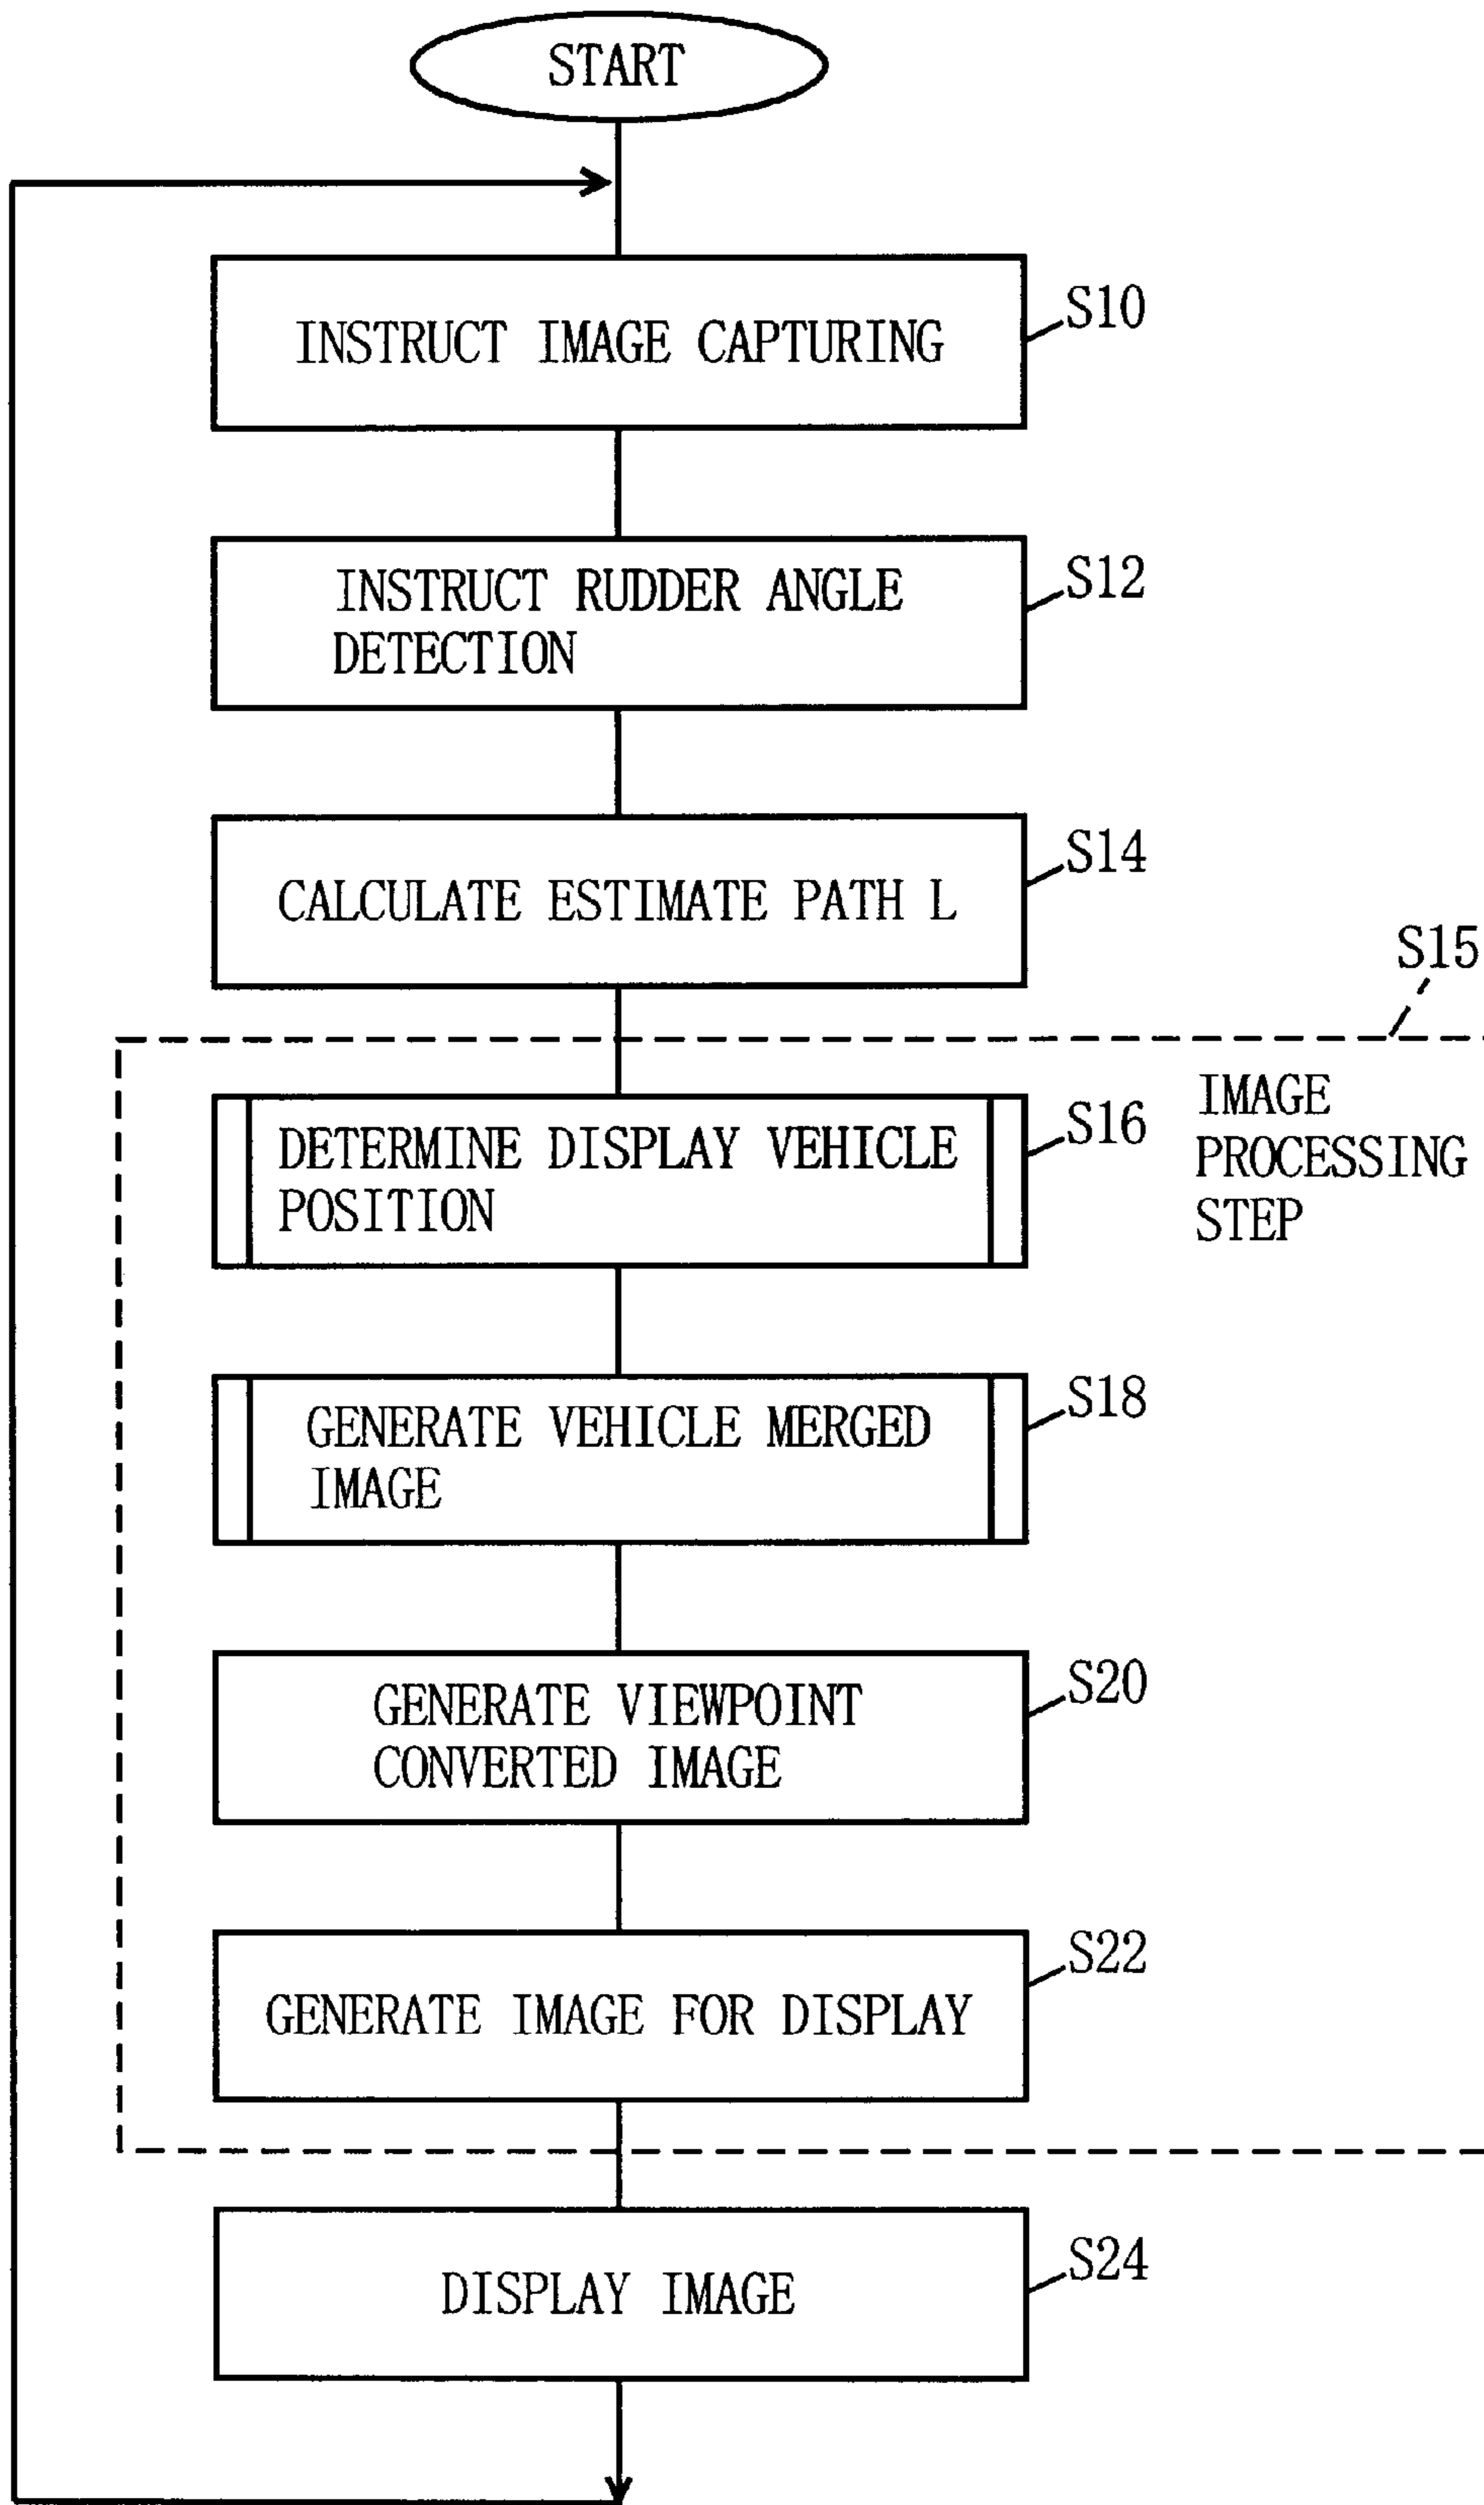 START
INSTRUCT IMAGE CAPTURING
S10
INSTRUCT RUDDER ANGLE
DETECTION
S12
CALCULATE ESTIMATE PATH L
S14
S15
IMAGE
PROCESSING
STEP
DETERMINE DISPLAY VEHICLE
POSITION
S16
GENERATE VEHICLE MERGED
IMAGE
S18
GENERATE VIEWPOINT
CONVERTED IMAGE
S20
GENERATE IMAGE FOR DISPLAY
S22
DISPLAY IMAGE
S24